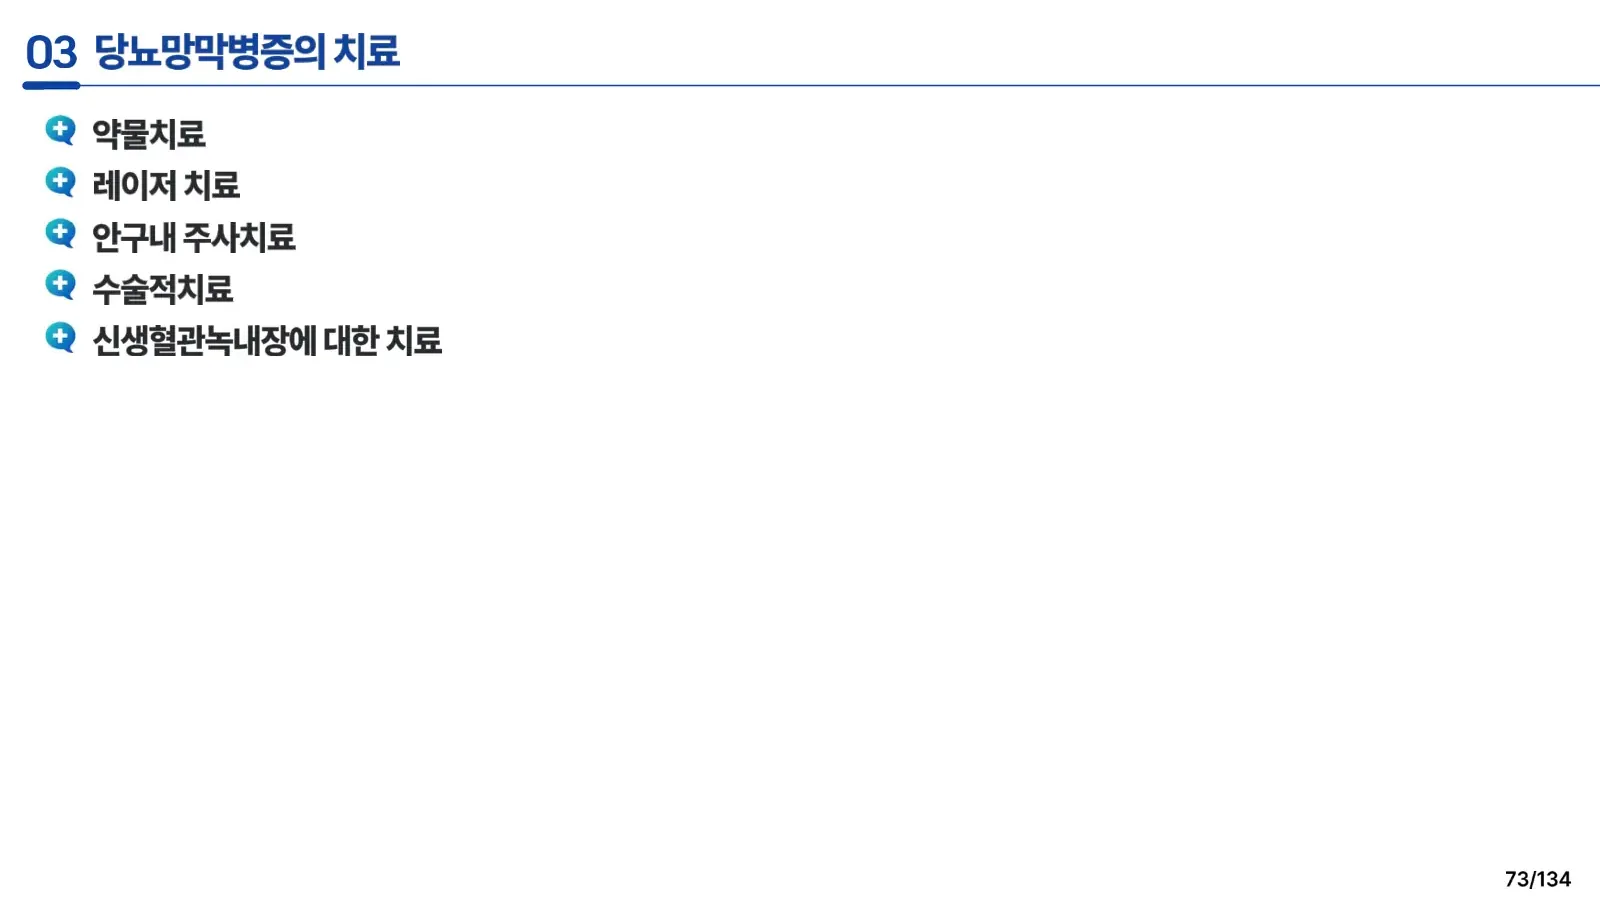 03 당뇨망막병증의 치료
약물치료
레이저 치료
안구내 주사치료
수술적치료
신생혈관녹내장에 대한 치료
73/134